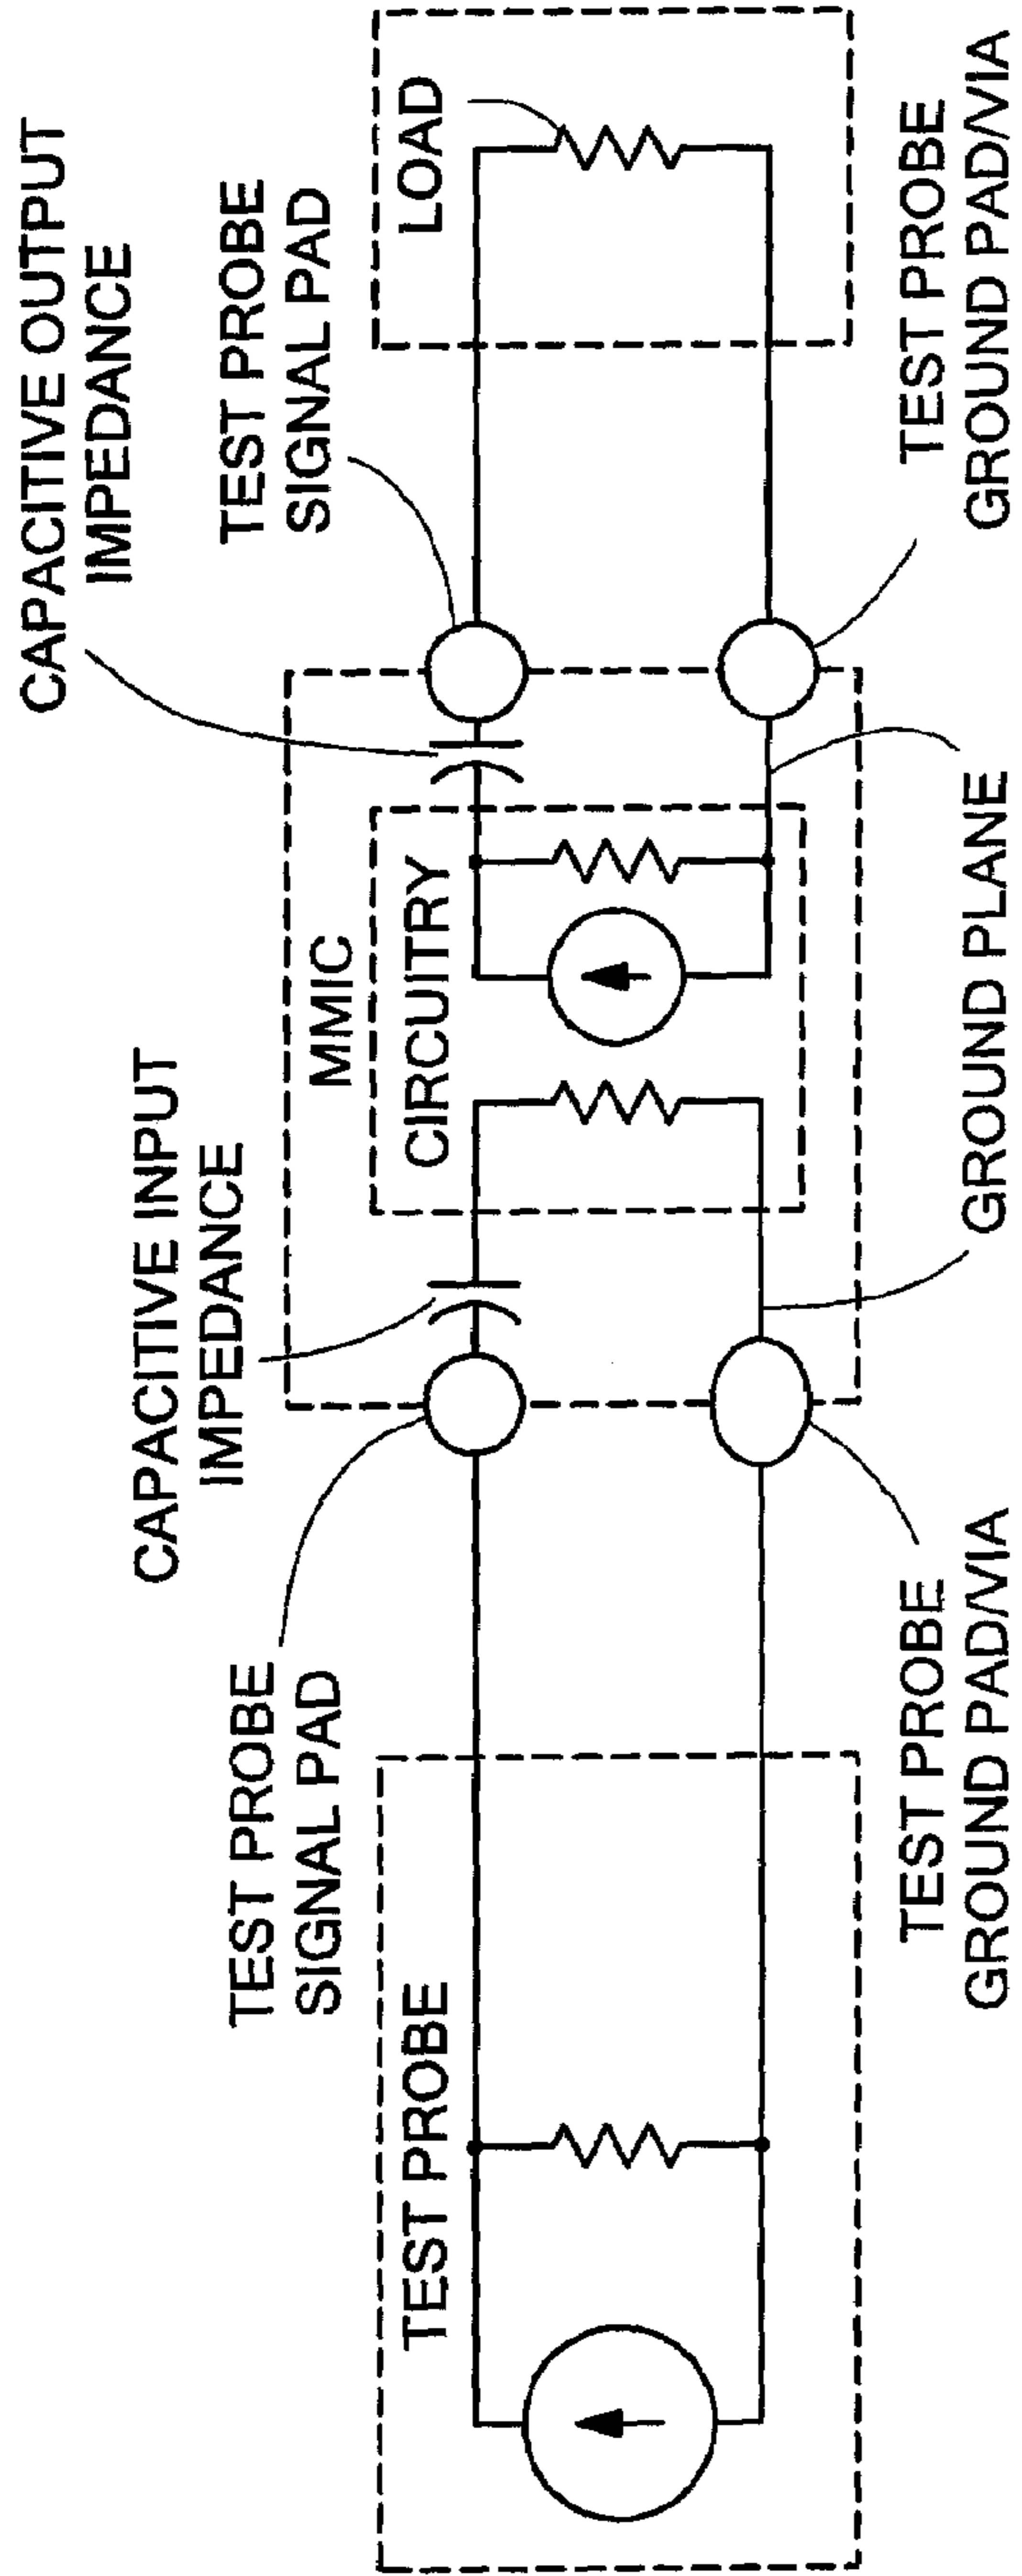 CAPACITIVE OUTPUT
IMPEDANCE
CAPACITIVE INPUT
IMPEDANCE
TEST PROBE
SIGNAL PAD
TEST PROBE
SIGNAL PAD
MMIC
TEST PROBE
CIRCUITRY
LOAD
TEST PROBE
GROUND PAD/VIA
GROUND PLANE
TEST PROBE
GROUND PAD/VIA